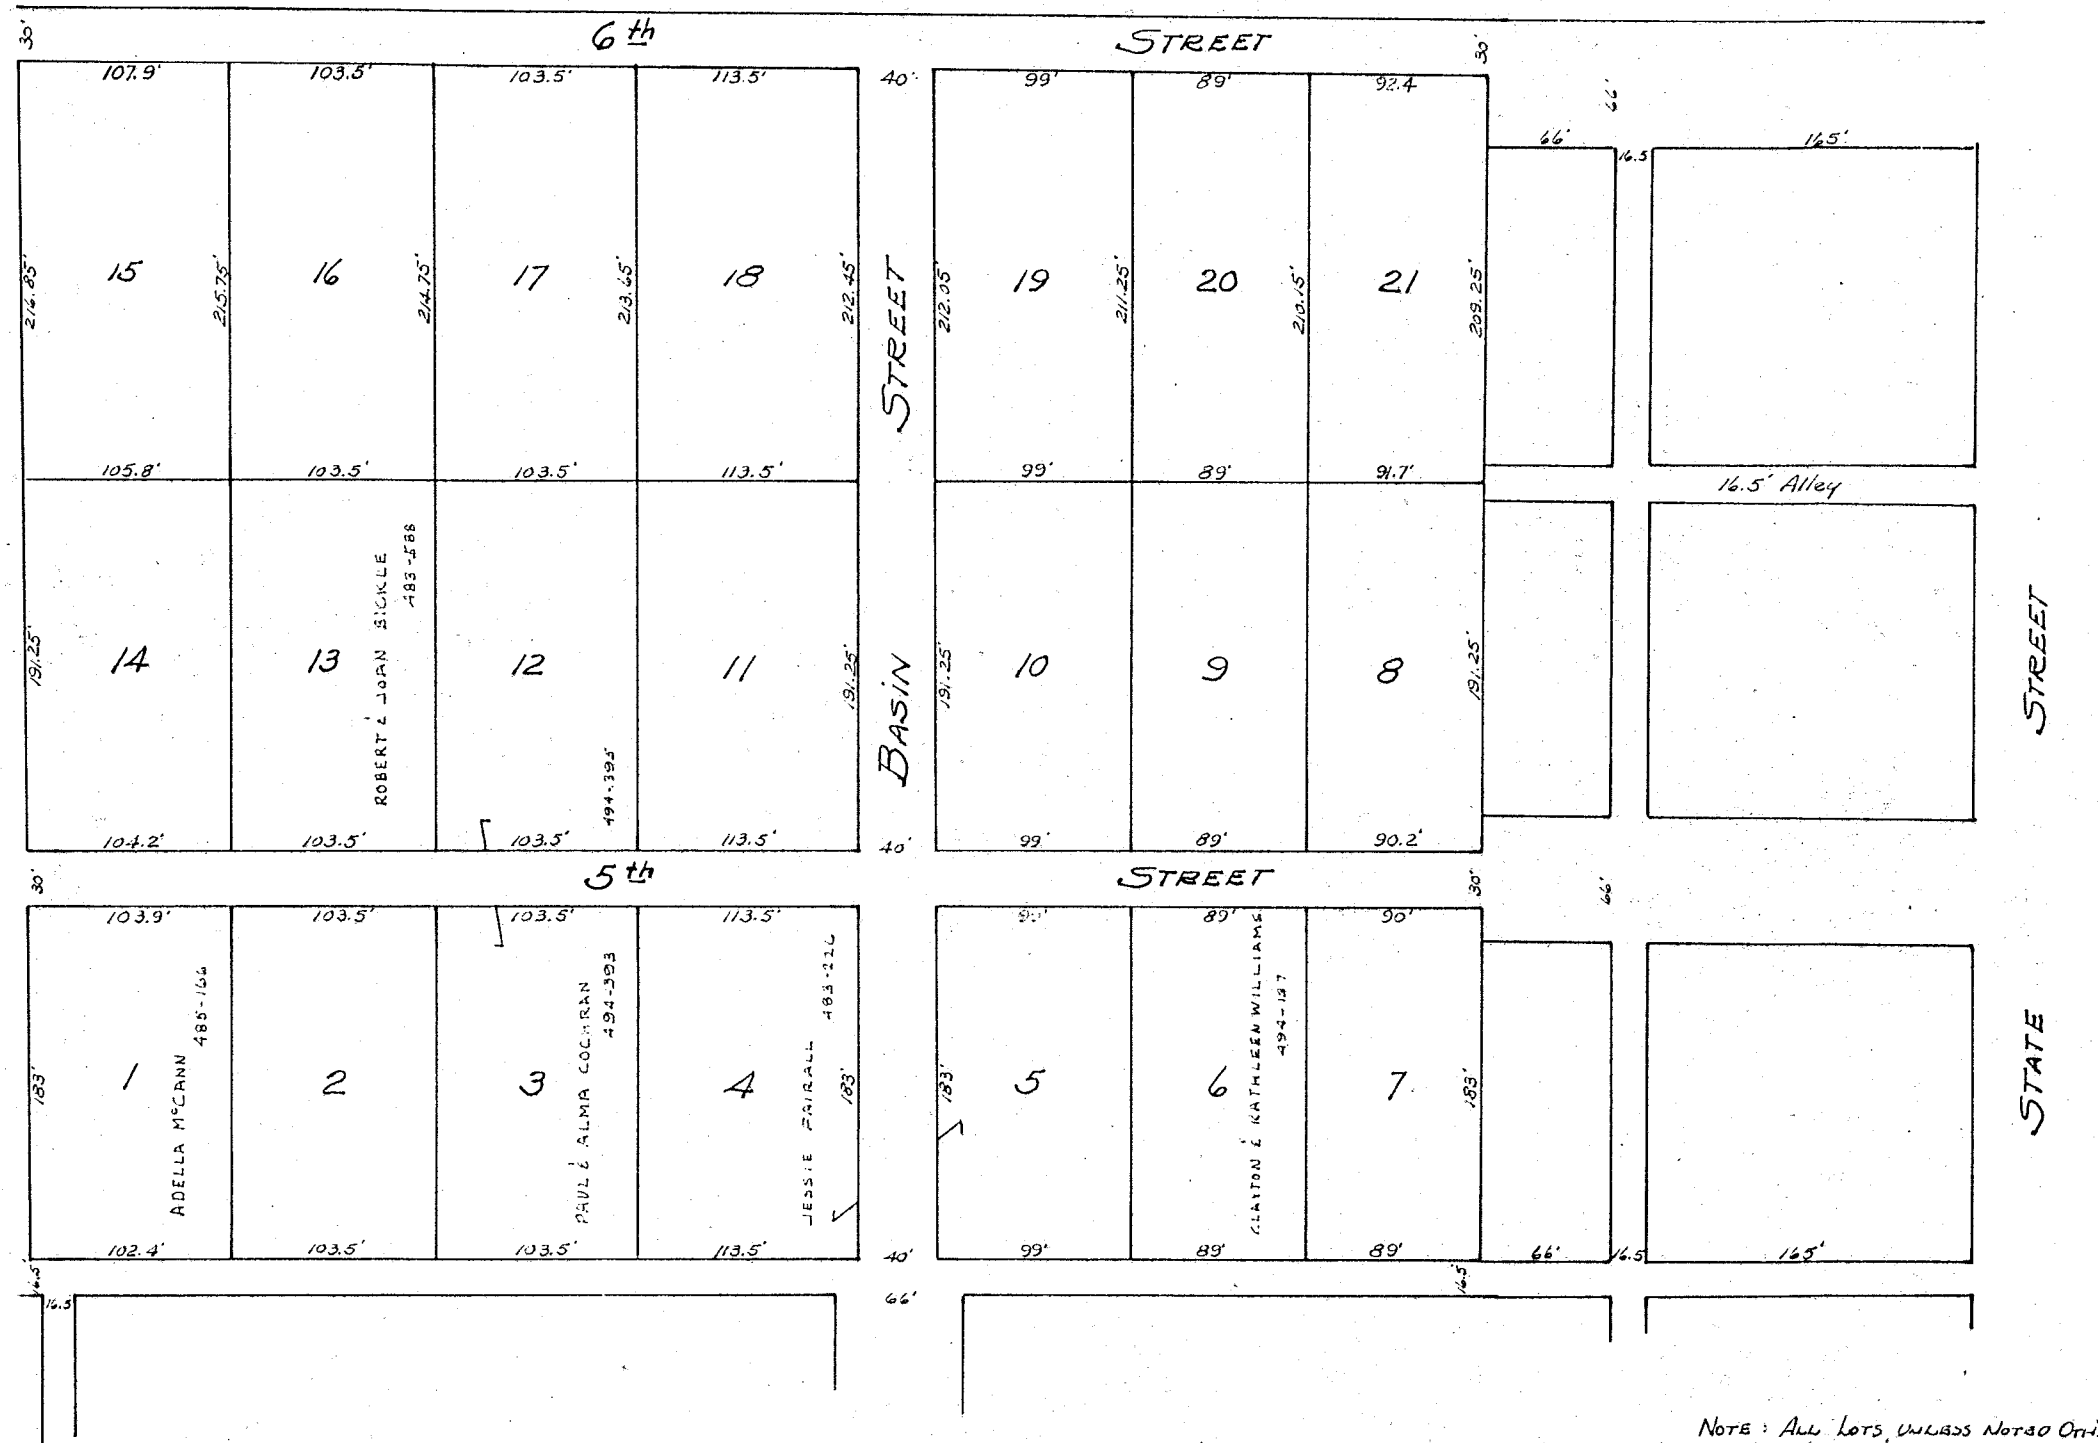 6th STREET
30' 30'
107.9' 103.5' 103.5' 113.5' 40' 99' 89' 92.4 66'
66' 16.5 165'
216.85' 15 215.75' 16 214.75' 17 213.65' 18 212.45' 212.05' 19 211.25' 20 210.15' 21 209.25'
BASIN STREET
105.8' 103.5' 103.5' 113.5' 99' 89' 91.7'
16.5' Alley
191.25' 14 13 12 11 191.25' 191.25' 10 9 8 191.25'
ROBERT & JOAN BICKLE
483-588
494-395
104.2' 103.5' 103.5' 113.5' 40' 99' 89' 90.2'
5th STREET
30' 30' 66'
103.9' 103.5' 103.5' 113.5' 89' 90'
183' 1 2 3 4 183' 183' 5 6 7 183'
ADELLA McCANN
485-166
PAUL & ALMA COCHRAN
494-393
JESSIE FAIRALL
483-226
CLAYTON & KATHLEEN WILLIAMS
494-137
STATE STREET
102.4' 103.5' 103.5' 113.5' 40' 99' 89' 89' 66' 16.5 165'
16.5' 16.5 66' 16.5'
NOTE: ALL LOTS, UNLESS NOTED